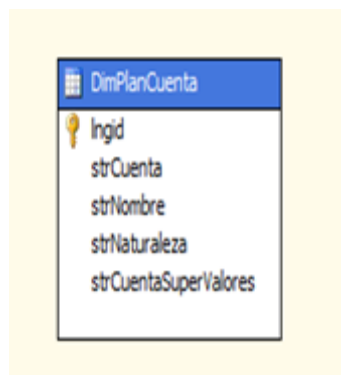 DimPlanCuenta
lngid
strCuenta
strNombre
strNaturaleza
strCuentaSuperValores